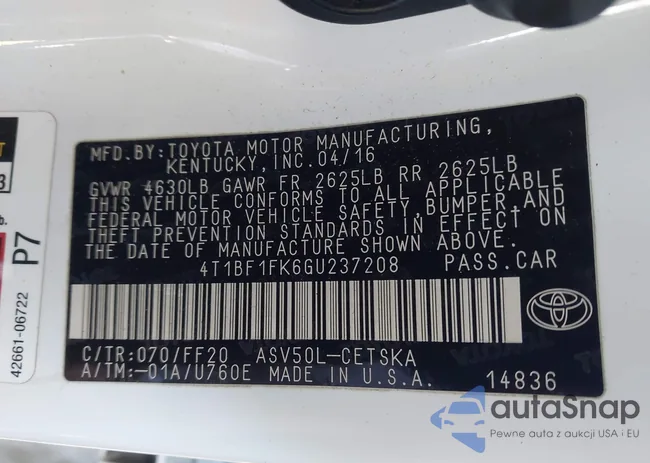 MFD.BY: TOYOTA MOTOR MANUFACTURING,
KENTUCKY, INC. 04/16
GVWR 4630LB GAWR FR 2625LB RR 2625LB
THIS VEHICLE CONFORMS TO ALL APPLICABLE
FEDERAL MOTOR VEHICLE SAFETY, BUMPER, AND
THEFT PREVENTION STANDARDS IN EFFECT ON
THE DATE OF MANUFACTURE SHOWN ABOVE.
4T1BF1FK6GU237208 PASS.CAR
C/TR: 070/FF20 ASV50L-CETSKA
A/TM: -01A/U760E MADE IN U.S.A. 14836
P7
42661-06722
autaSnap
Pewne auta z aukcji USA i EU